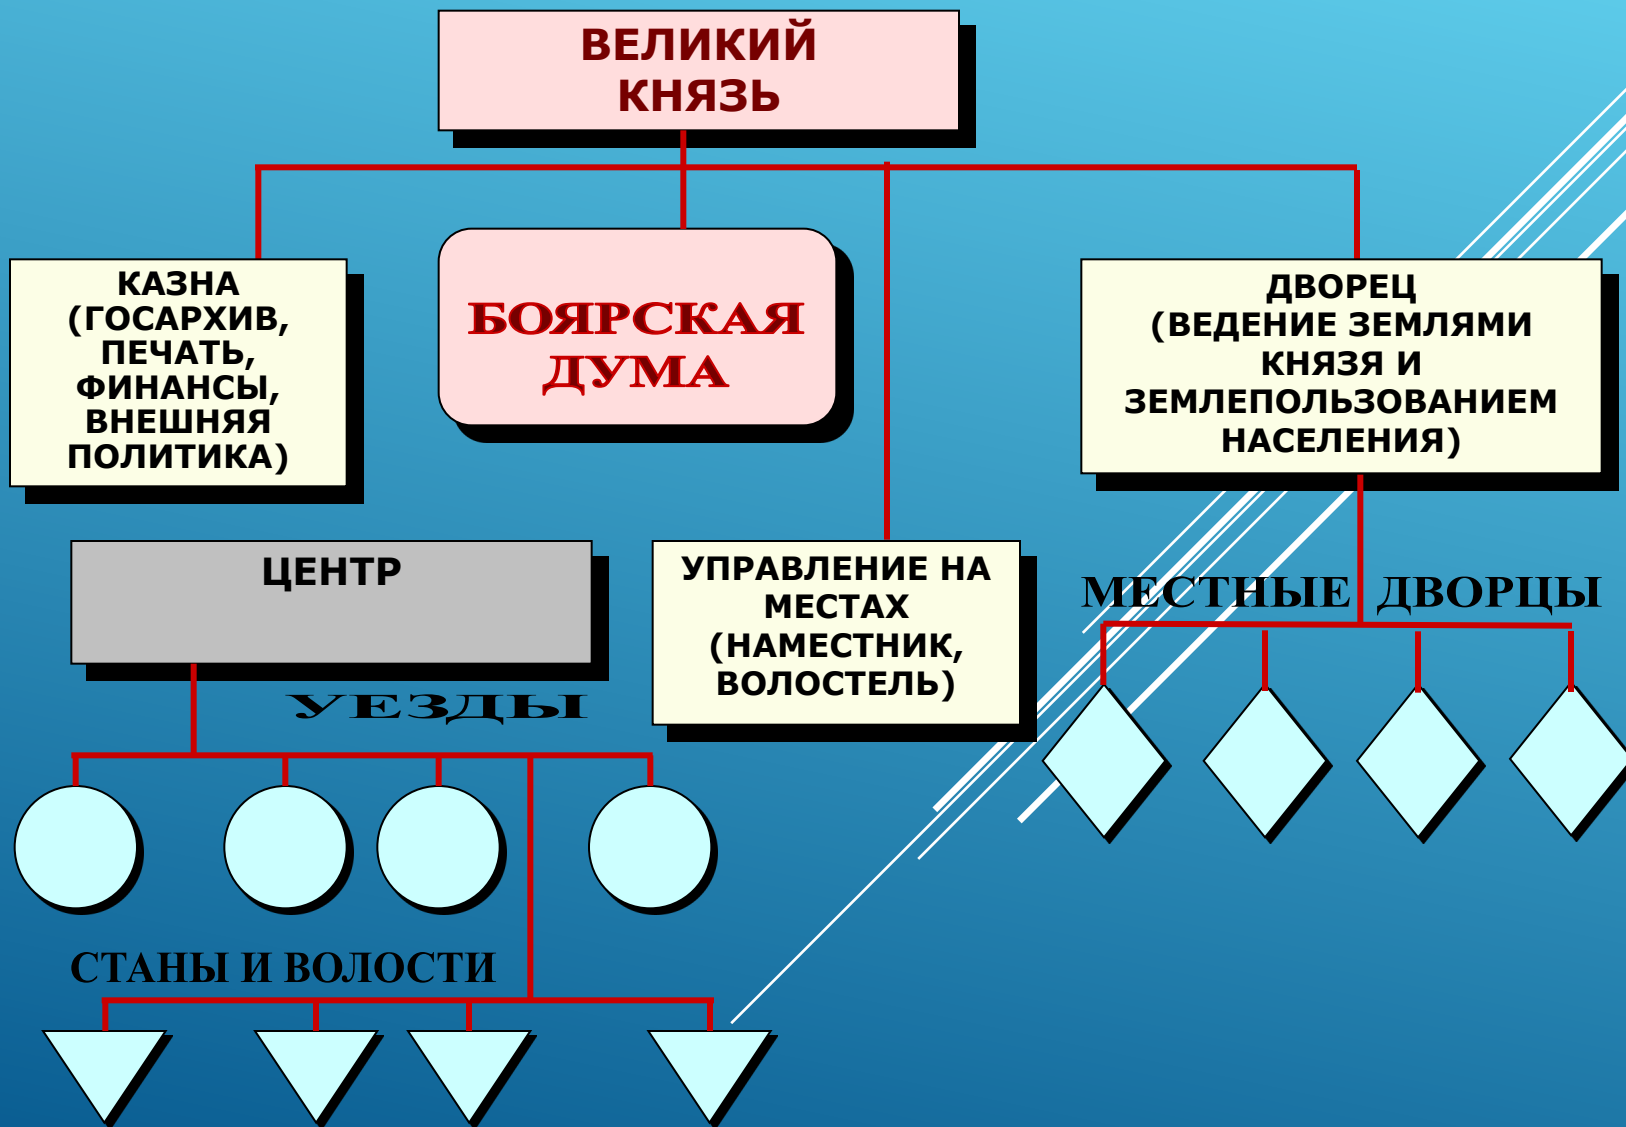 ВЕЛИКИЙ
КНЯЗЬ
КАЗНА
(ГОСАРХИВ,
ПЕЧАТЬ,
ФИНАНСЫ,
ВНЕШНЯЯ
ПОЛИТИКА)
БОЯРСКАЯ
ДУМА
ДВОРЕЦ
(ВЕДЕНИЕ ЗЕМЛЯМИ
КНЯЗЯ И
ЗЕМЛЕПОЛЬЗОВАНИЕМ
НАСЕЛЕНИЯ)
ЦЕНТР
УПРАВЛЕНИЕ НА
МЕСТАХ
(НАМЕСТНИК,
ВОЛОСТЕЛЬ)
МЕСТНЫЕ ДВОРЦЫ
УЕЗДЫ
СТАНЫ И ВОЛОСТИ